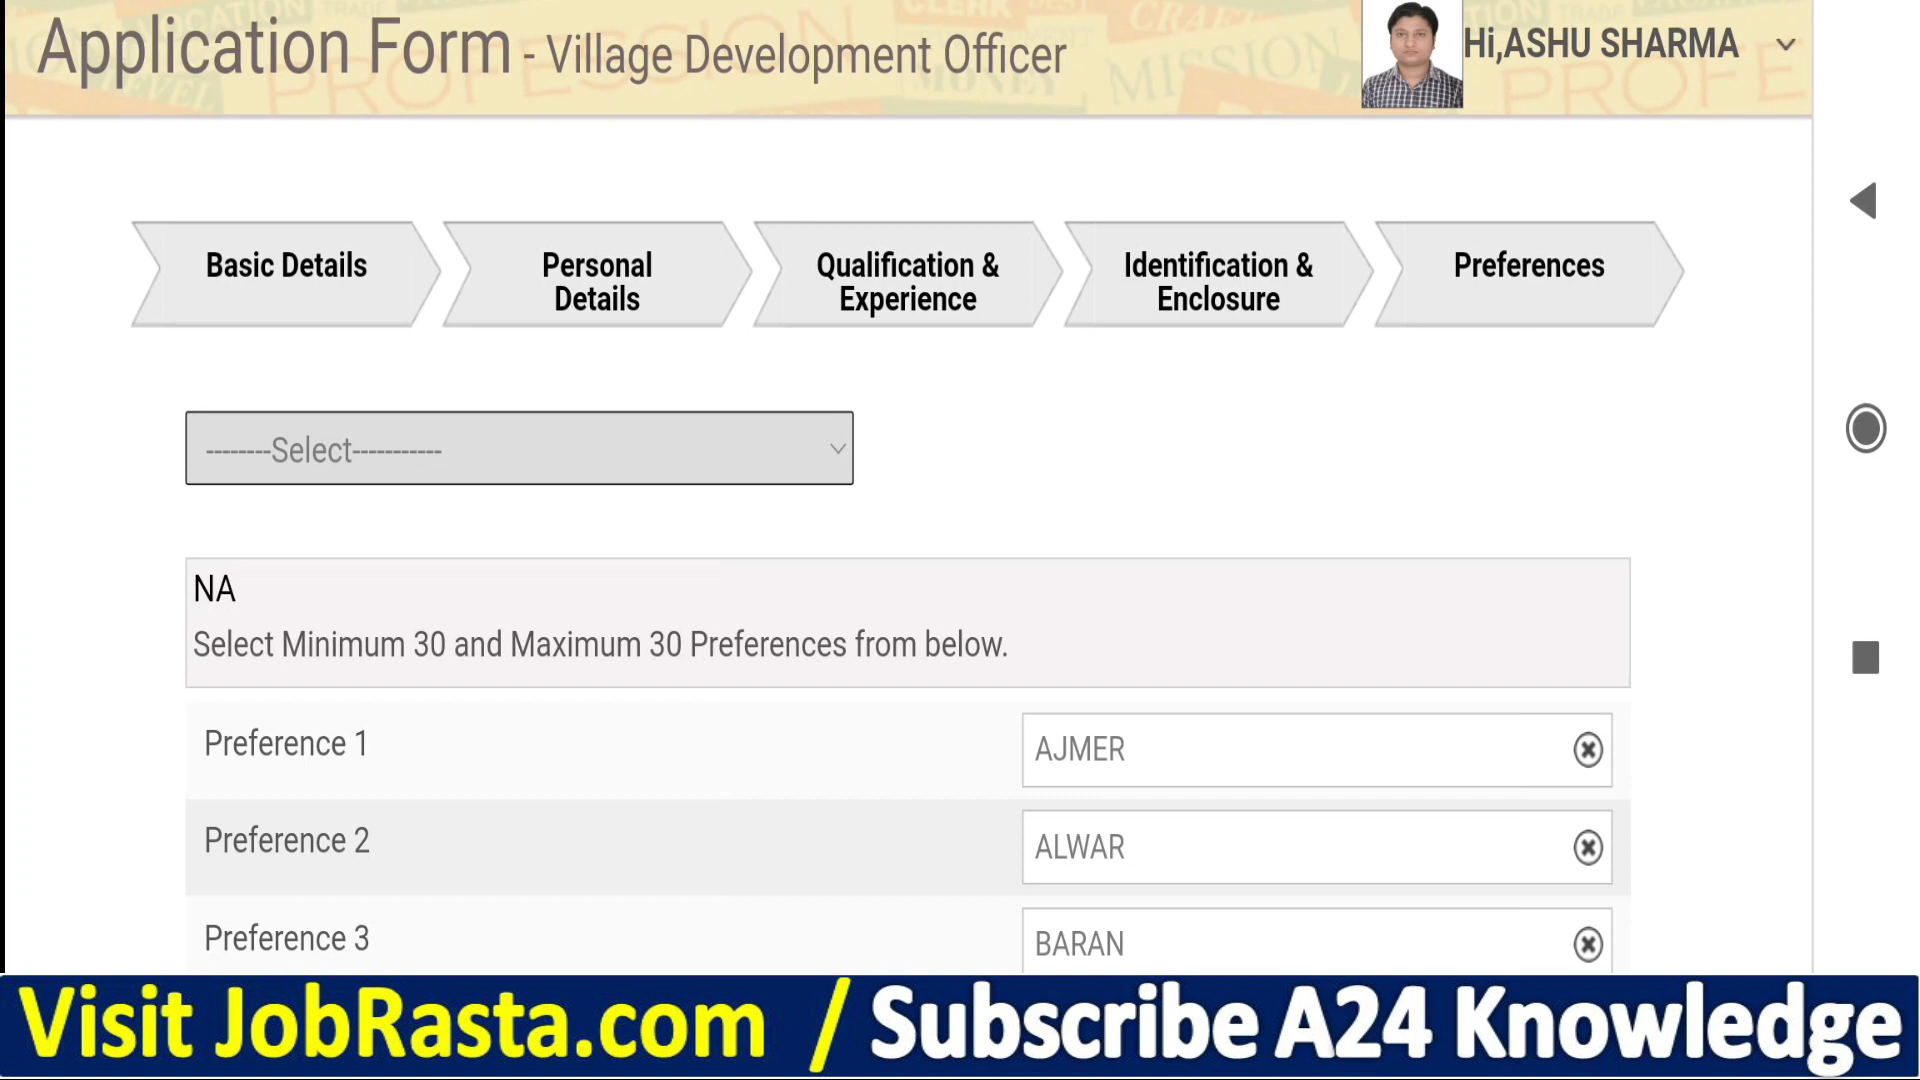 Application Form - Village Development Officer
Hi,ASHU SHARMA
Basic Details
Personal
Details
Qualification &
Experience
Identification &
Enclosure
Preferences
--------Select-----------
NA
Select Minimum 30 and Maximum 30 Preferences from below.
Preference 1
AJMER
Preference 2
ALWAR
Preference 3
BARAN
Visit JobRasta.com / Subscribe A24 Knowledge